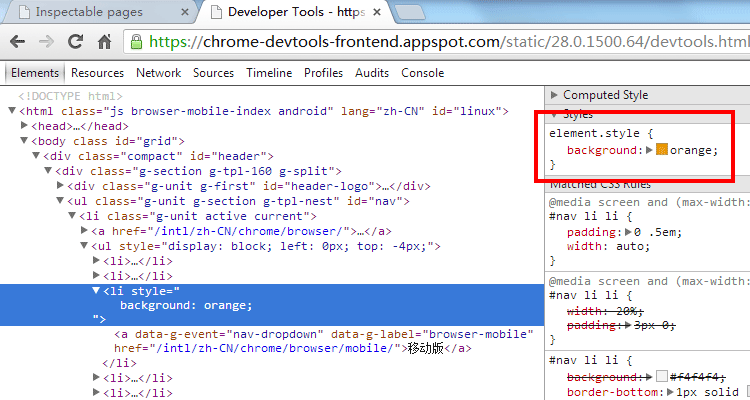 Inspectable pages
Developer Tools - https
https://chrome-devtools-frontend.appspot.com/static/28.0.1500.64/devtools.html
Elements Resources Network Sources Timeline Profiles Audits Console
<!DOCTYPE html>
▼<html class="js browser-mobile-index android" lang="zh-CN" id="linux">
▶<head>…</head>
▼<body class id="grid">
▼<div class="compact" id="header">
▼<div class="g-section g-tpl-160 g-split">
▶<div class="g-unit g-first" id="header-logo">…</div>
▼<ul class="g-unit g-section g-tpl-nest" id="nav">
▼<li class="g-unit active current">
▶<a href="/intl/zh-CN/chrome/browser/">…</a>
▼<ul style="display: block; left: 0px; top: -4px;">
▶<li>…</li>
▶<li>…</li>
▼<li style="
background: orange;
">
<a data-g-event="nav-dropdown" data-g-label="browser-mobile"
href="/intl/zh-CN/chrome/browser/mobile/">移动版</a>
</li>
▶<li>…</li>
▶<li>…</li>
▶ Computed Style
▼ Styles
element.style {
background:▶ orange;
}
Matched CSS Rules
@media screen and (max-width:
#nav li li {
padding:▶0 .5em;
width: auto;
}
@media screen and (max-width:
#nav li li {
width: 20%;
padding:▶3px 0;
}
#nav li li {
background:▶ #f4f4f4;
border-bottom:▶1px solid